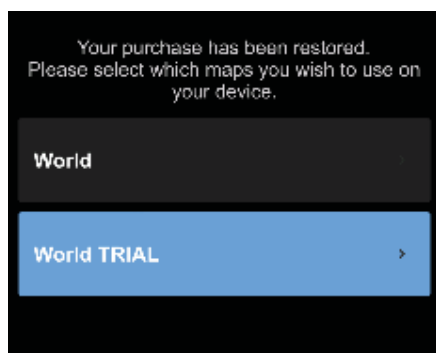 Your purchase has been restored.
Please select which maps you wish to use on
your device.
World
World TRIAL